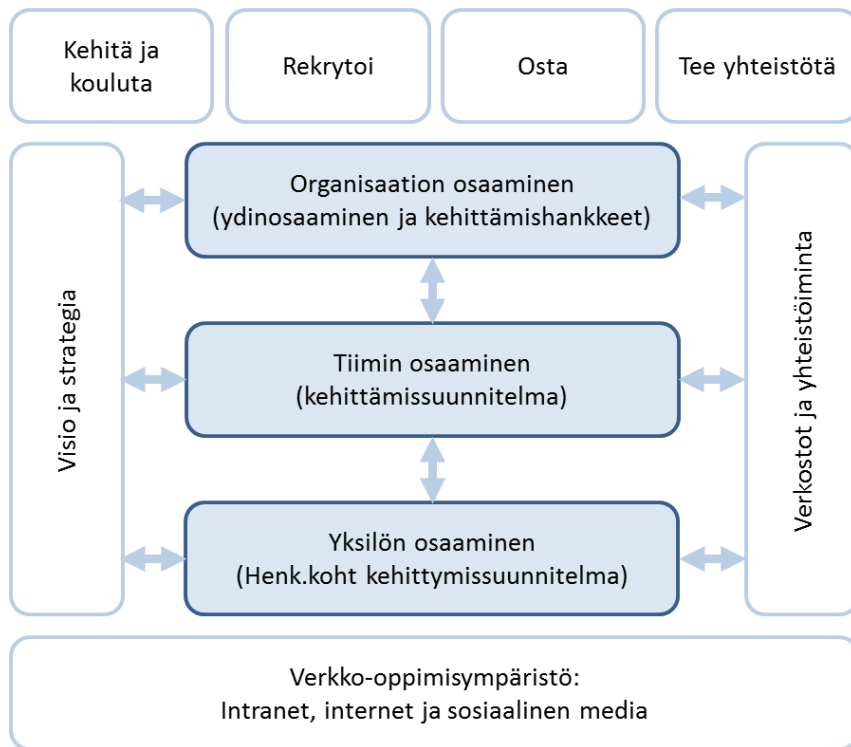 Kehitä ja
kouluta
Rekrytoi
Osta
Tee yhteistötä
Visio ja strategia
Organisaation osaaminen
(ydinosaaminen ja kehittämishankkeet)
Tiimin osaaminen
(kehittämissuunnitelma)
Yksilön osaaminen
(Henk.koht kehittymissuunnitelma)
Verkostot ja yhteistöiminta
Verkko-oppimisympäristö:
Intranet, internet ja sosiaalinen media